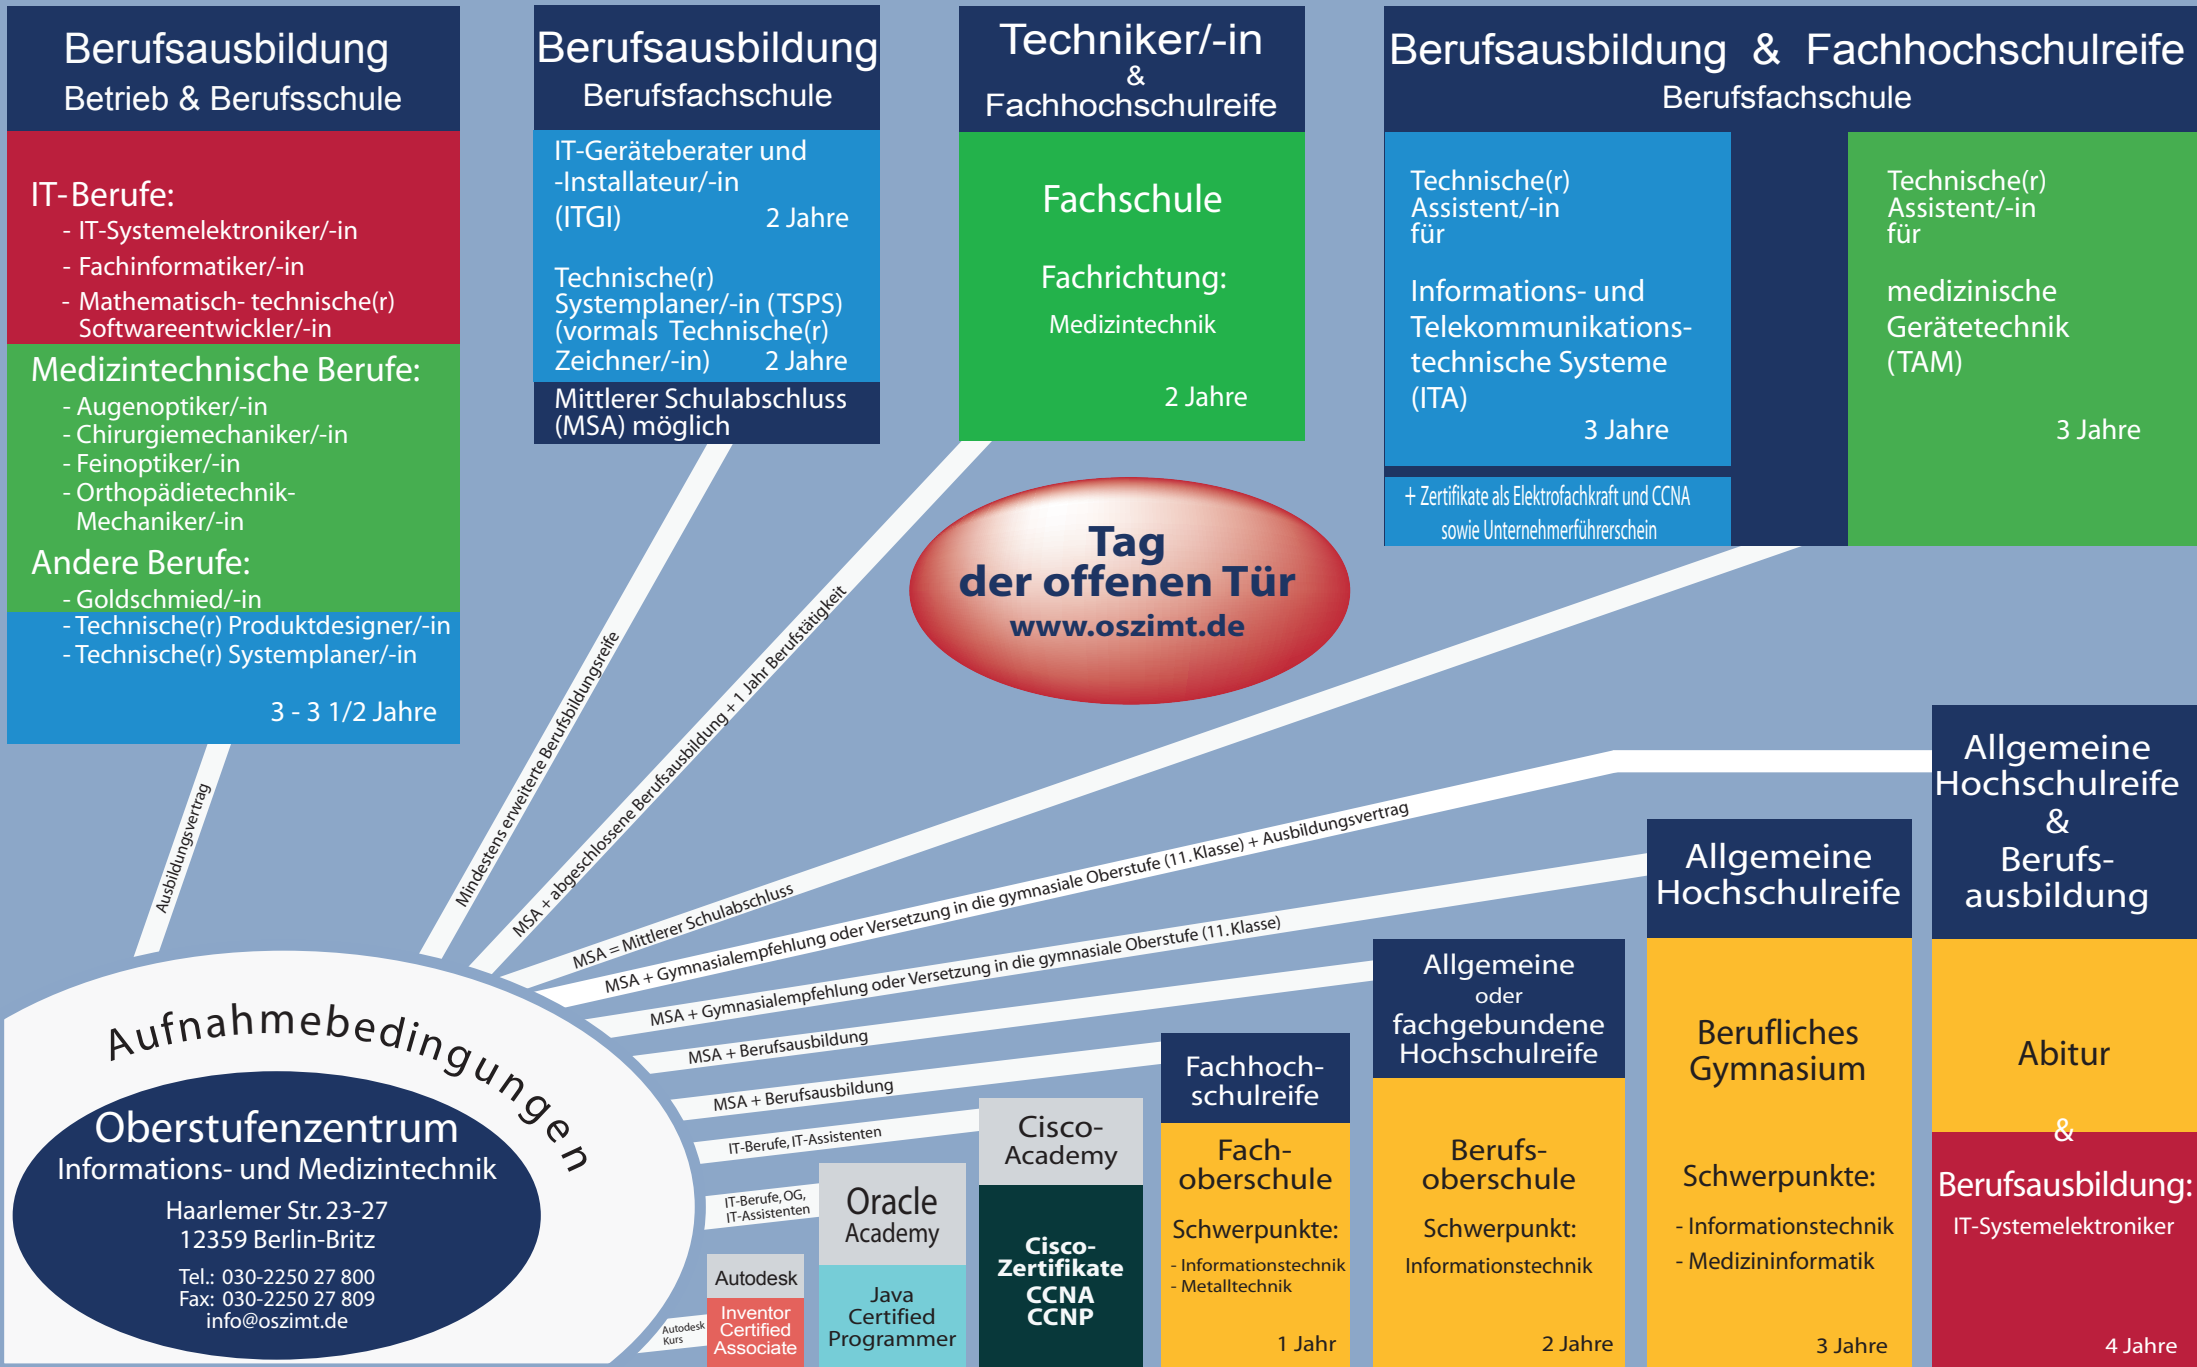 Berufsausbildung
Betrieb & Berufsschule
IT-Berufe:
- IT-Systemelektroniker/-in
- Fachinformatiker/-in
- Mathematisch- technische(r)
Softwareentwickler/-in
Medizintechnische Berufe:
- Augenoptiker/-in
- Chirurgiemechaniker/-in
- Feinoptiker/-in
- Orthopädietechnik-
Mechaniker/-in
Andere Berufe:
- Goldschmied/-in
- Technische(r) Produktdesigner/-in
- Technische(r) Systemplaner/-in
3 - 3 1/2 Jahre
Berufsausbildung
Berufsfachschule
IT-Geräteberater und
-Installateur/-in
(ITGI) 2 Jahre
Technische(r)
Systemplaner/-in (TSPS)
(vormals Technische(r)
Zeichner/-in) 2 Jahre
Mittlerer Schulabschluss
(MSA) möglich
Techniker/-in
&
Fachhochschulreife
Fachschule
Fachrichtung:
Medizintechnik
2 Jahre
Berufsausbildung & Fachhochschulreife
Berufsfachschule
Technische(r)
Assistent/-in
für
Informations- und
Telekommunikations-
technische Systeme
(ITA)
3 Jahre
+ Zertifikate als Elektrofachkraft und CCNA
sowie Unternehmerführerschein
Technische(r)
Assistent/-in
für
medizinische
Gerätetechnik
(TAM)
3 Jahre
Tag
der offenen Tür
www.oszimt.de
Ausbildungsvertrag
Mindestens erweiterte Berufsbildungsreife
MSA + abgeschlossene Berufsausbildung + 1 Jahr Berufstätigkeit
MSA = Mittlerer Schulabschluss
MSA + Gymnasialempfehlung oder Versetzung in die gymnasiale Oberstufe (11. Klasse) + Ausbildungsvertrag
MSA + Gymnasialempfehlung oder Versetzung in die gymnasiale Oberstufe (11. Klasse)
MSA + Berufsausbildung
MSA + Berufsausbildung
IT-Berufe, IT-Assistenten
IT-Berufe, OG,
IT-Assistenten
Autodesk
Kurs
Aufnahmebedingungen
Oberstufenzentrum
Informations- und Medizintechnik
Haarlemer Str. 23-27
12359 Berlin-Britz
Tel.: 030-2250 27 800
Fax: 030-2250 27 809
info@oszimt.de
Autodesk
Inventor
Certified
Associate
Oracle
Academy
Java
Certified
Programmer
Cisco-
Academy
Cisco-
Zertifikate
CCNA
CCNP
Fachhoch-
schulreife
Fach-
oberschule
Schwerpunkte:
- Informationstechnik
- Metalltechnik
1 Jahr
Allgemeine
oder
fachgebundene
Hochschulreife
Berufs-
oberschule
Schwerpunkt:
Informationstechnik
2 Jahre
Allgemeine
Hochschulreife
Berufliches
Gymnasium
Schwerpunkte:
- Informationstechnik
- Medizininformatik
3 Jahre
Allgemeine
Hochschulreife
&
Berufs-
ausbildung
Abitur
&
Berufsausbildung:
IT-Systemelektroniker
4 Jahre